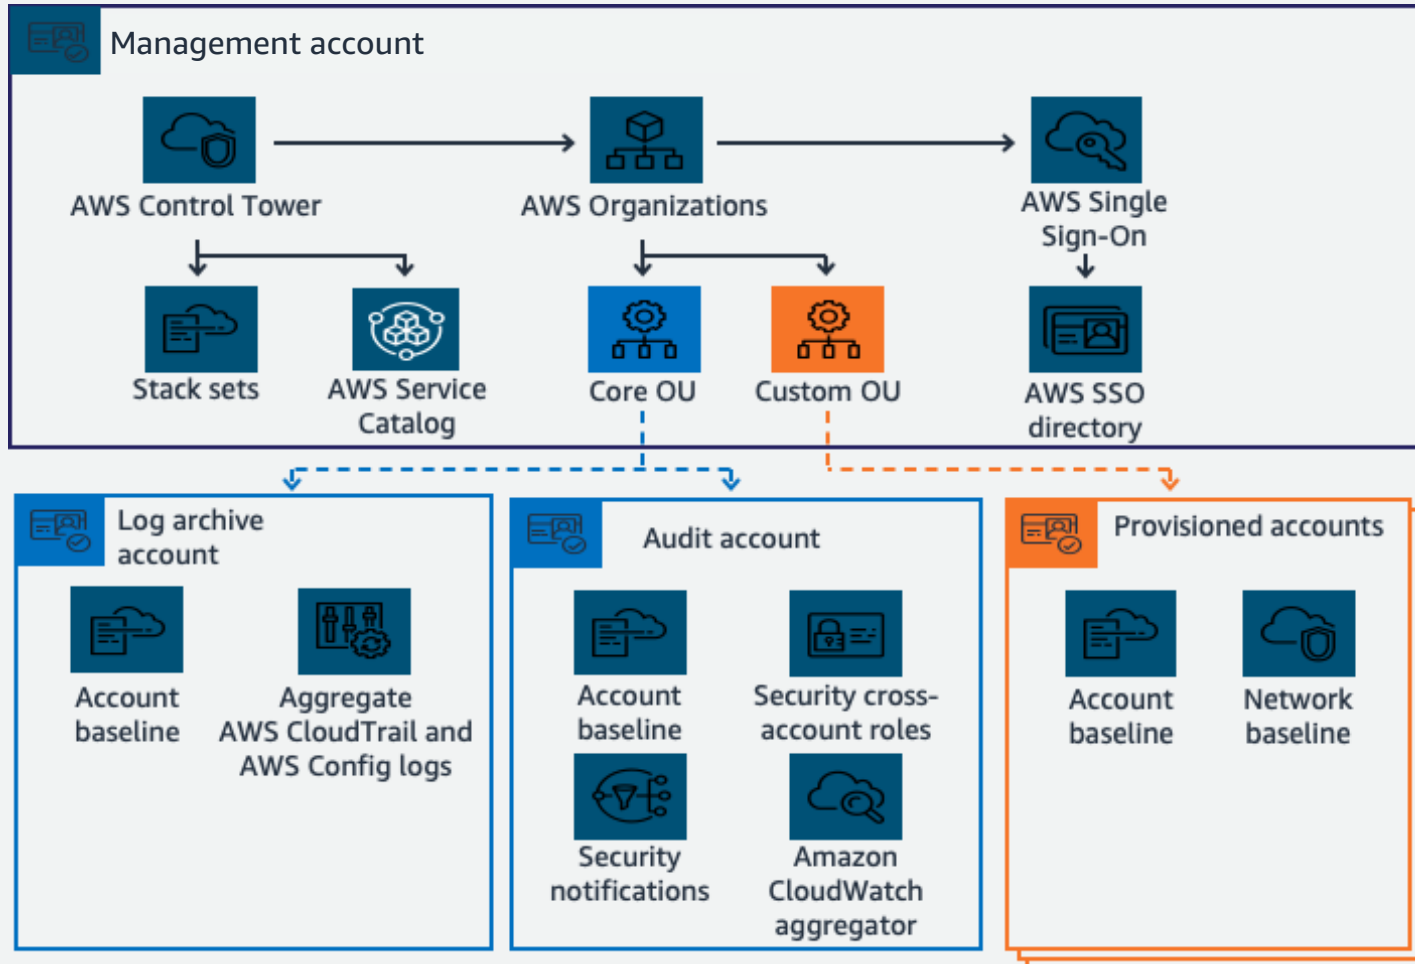 Management account
AWS Control Tower
AWS Organizations
AWS Single
Sign-On
Stack sets
AWS Service
Catalog
Core OU
Custom OU
AWS SSO
directory
Log archive
account
Account
baseline
Aggregate
AWS CloudTrail and
AWS Config logs
Audit account
Account
baseline
Security cross-
account roles
Security
notifications
Amazon
CloudWatch
aggregator
Provisioned accounts
Account
baseline
Network
baseline